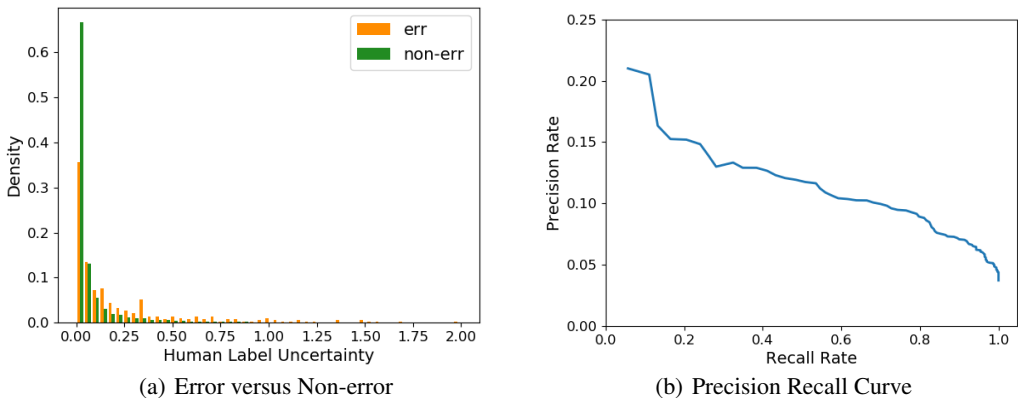 err
non-err
0.6
0.5
0.4
0.3
0.2
0.1
0.0
Density
0.00 0.25 0.50 0.75 1.00 1.25 1.50 1.75 2.00
Human Label Uncertainty
(a) Error versus Non-error
0.25
0.20
0.15
0.10
0.05
0.00
Precision Rate
0.0 0.2 0.4 0.6 0.8 1.0
Recall Rate
(b) Precision Recall Curve